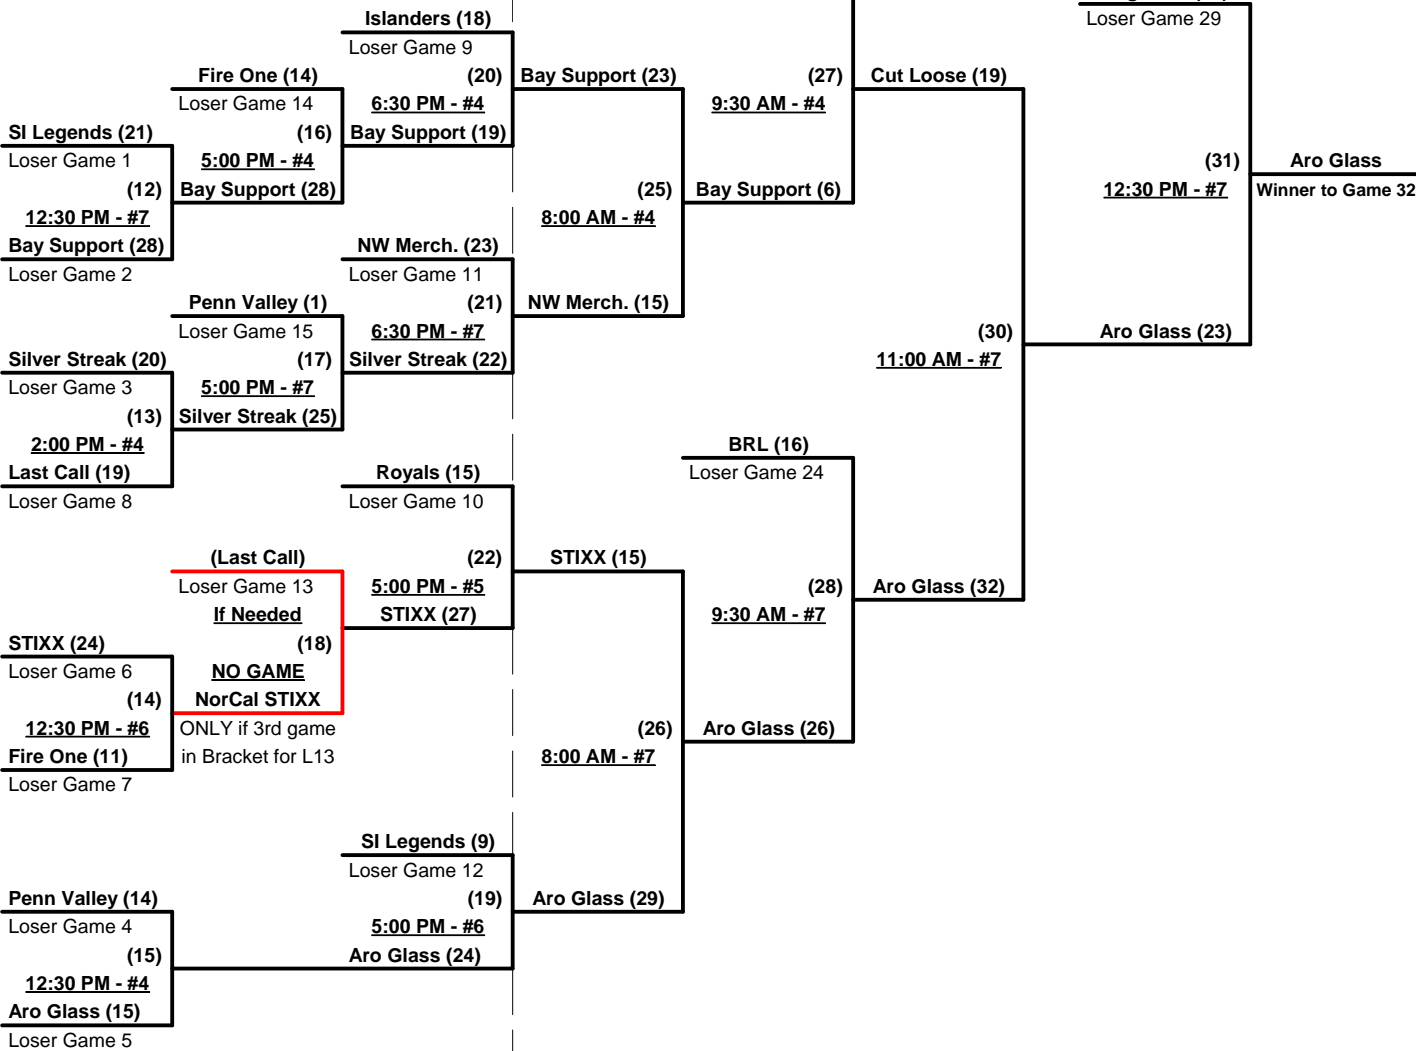 Islanders (18)
Loser Game 29
Loser Game 9
Fire One (14)
(20)
Bay Support (23)
(27)
Cut Loose (19)
Loser Game 14
6:30 PM - #4
9:30 AM - #4
SI Legends (21)
(16)
Bay Support (19)
Loser Game 1
5:00 PM - #4
(31)
Aro Glass
(12)
Bay Support (28)
(25)
Bay Support (6)
12:30 PM - #7
Winner to Game 32
12:30 PM - #7
8:00 AM - #4
Bay Support (28)
NW Merch. (23)
Loser Game 2
Loser Game 11
Penn Valley (1)
(21)
NW Merch. (15)
Loser Game 15
6:30 PM - #7
(30)
Aro Glass (23)
Silver Streak (20)
(17)
Silver Streak (22)
11:00 AM - #7
Loser Game 3
5:00 PM - #7
(13)
Silver Streak (25)
2:00 PM - #4
BRL (16)
Last Call (19)
Royals (15)
Loser Game 24
Loser Game 8
Loser Game 10
(Last Call)
(22)
STIXX (15)
Loser Game 13
5:00 PM - #5
(28)
Aro Glass (32)
If Needed
STIXX (27)
9:30 AM - #7
STIXX (24)
(18)
Loser Game 6
NO GAME
(14)
NorCal STIXX
12:30 PM - #6
ONLY if 3rd game
(26)
Aro Glass (26)
Fire One (11)
in Bracket for L13
8:00 AM - #7
Loser Game 7
SI Legends (9)
Loser Game 12
Penn Valley (14)
(19)
Aro Glass (29)
Loser Game 4
5:00 PM - #6
(15)
Aro Glass (24)
12:30 PM - #4
Aro Glass (15)
Loser Game 5